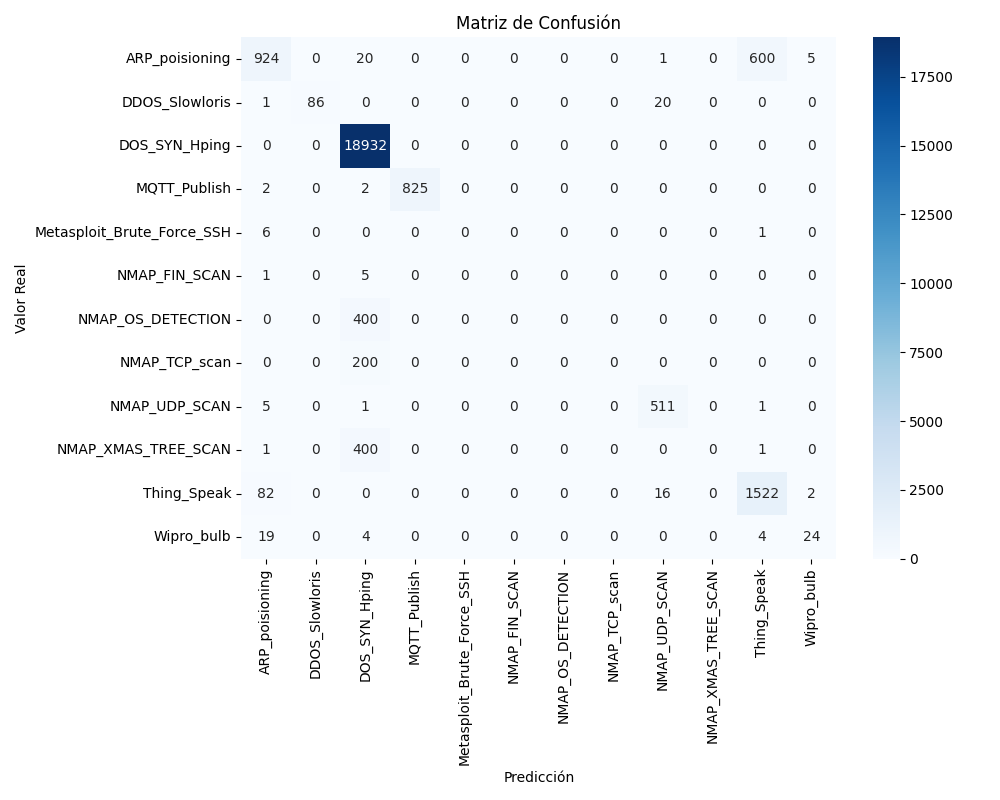 Matriz de Confusión
Valor Real
ARP_poisioning 924 0 20 0 0 0 0 0 1 0 600 5
DDOS_Slowloris 1 86 0 0 0 0 0 0 20 0 0 0
DOS_SYN_Hping 0 0 18932 0 0 0 0 0 0 0 0 0
MQTT_Publish 2 0 2 825 0 0 0 0 0 0 0 0
Metasploit_Brute_Force_SSH 6 0 0 0 0 0 0 0 0 0 1 0
NMAP_FIN_SCAN 1 0 5 0 0 0 0 0 0 0 0 0
NMAP_OS_DETECTION 0 0 400 0 0 0 0 0 0 0 0 0
NMAP_TCP_scan 0 0 200 0 0 0 0 0 0 0 0 0
NMAP_UDP_SCAN 5 0 1 0 0 0 0 0 511 0 1 0
NMAP_XMAS_TREE_SCAN 1 0 400 0 0 0 0 0 0 0 1 0
Thing_Speak 82 0 0 0 0 0 0 0 16 0 1522 2
Wipro_bulb 19 0 4 0 0 0 0 0 0 0 4 24
ARP_poisioning
DDOS_Slowloris
DOS_SYN_Hping
MQTT_Publish
Metasploit_Brute_Force_SSH
NMAP_FIN_SCAN
NMAP_OS_DETECTION
NMAP_TCP_scan
NMAP_UDP_SCAN
NMAP_XMAS_TREE_SCAN
Thing_Speak
Wipro_bulb
Predicción
17500
15000
12500
10000
7500
5000
2500
0